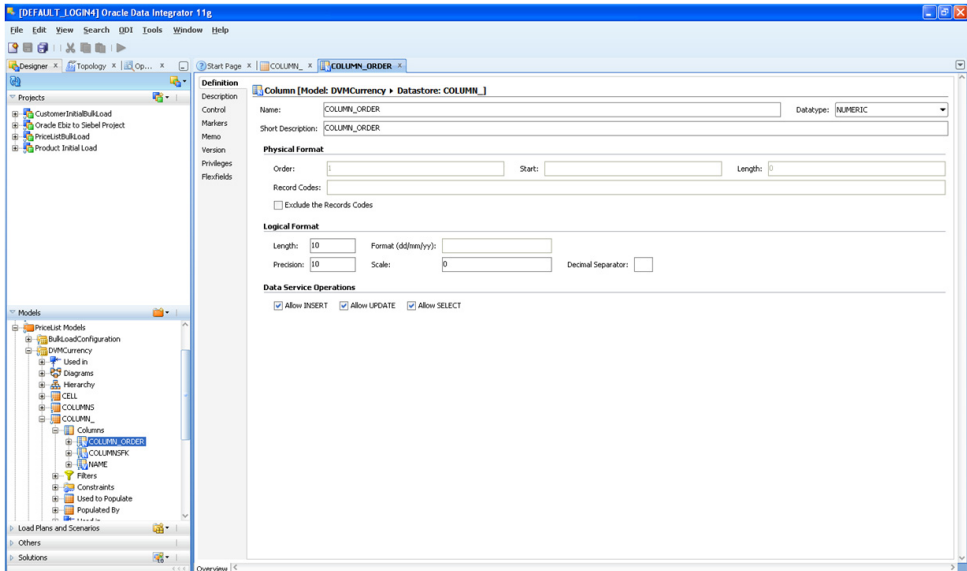 [DEFAULT_LOGIN4] Oracle Data Integrator 11g
File Edit View Search ODI Tools Window Help
Designer Topology Op...
Start Page COLUMN_ COLUMN_ORDER
Projects
CustomerInitialBulkLoad
Oracle Ebiz to Siebel Project
PriceListBulkLoad
Product Initial Load
Models
PriceList Models
BulkLoadConfiguration
DVMCurrency
Used in
Diagrams
Hierarchy
CELL
COLUMNS
COLUMN_
Columns
COLUMN_ORDER
COLUMNSFK
NAME
Filters
Constraints
Used to Populate
Populated By
Used in
Load Plans and Scenarios
Others
Solutions
Definition
Description
Control
Markers
Memo
Version
Privileges
Flexfields
Column [Model: DVMCurrency ▸ Datastore: COLUMN_]
Name: COLUMN_ORDER Datatype: NUMERIC
Short Description: COLUMN_ORDER
Physical Format
Order: 1 Start: Length: 0
Record Codes:
Exclude the Records Codes
Logical Format
Length: 10 Format (dd/mm/yy):
Precision: 10 Scale: 0 Decimal Separator:
Data Service Operations
Allow INSERT Allow UPDATE Allow SELECT
Overview